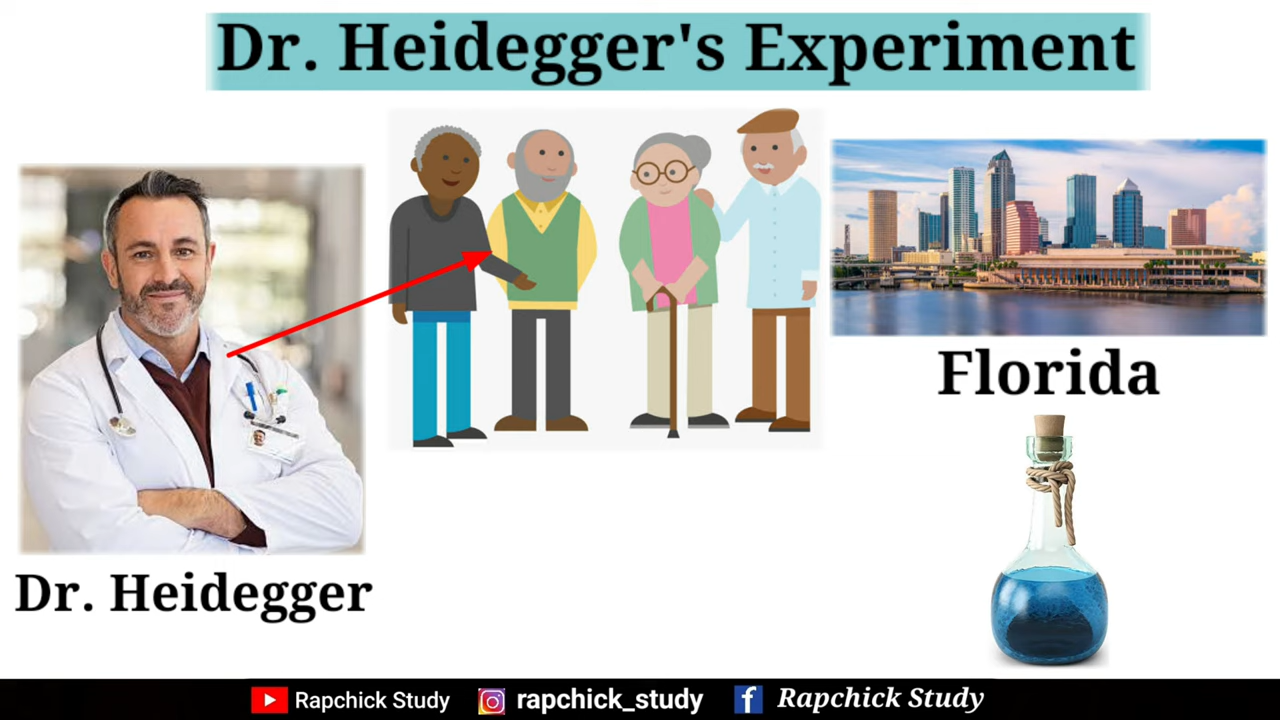 Dr. Heidegger's Experiment
Florida
Dr. Heidegger
Rapchick Study
rapchick_study
Rapchick Study